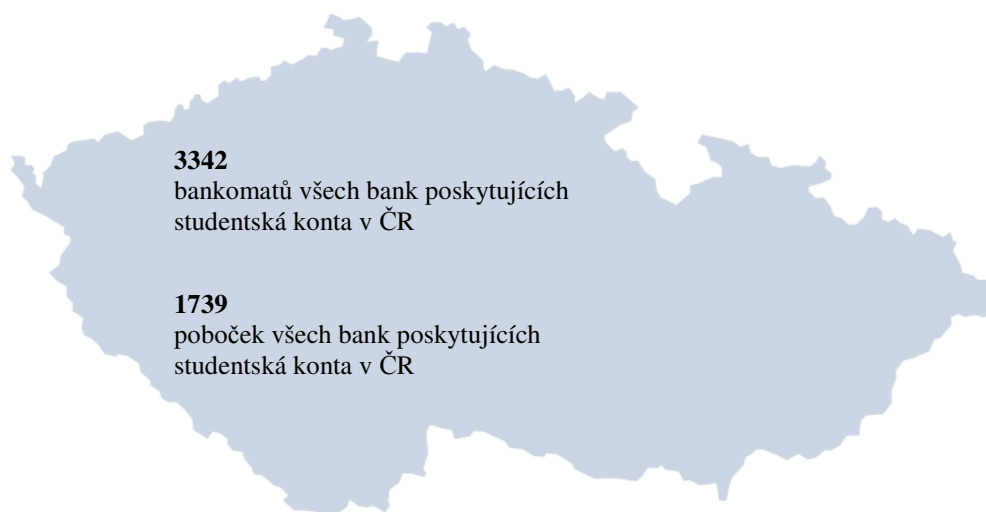 3342
bankomatů všech bank poskytujících
studentská konta v ČR
1739
poboček všech bank poskytujících
studentská konta v ČR